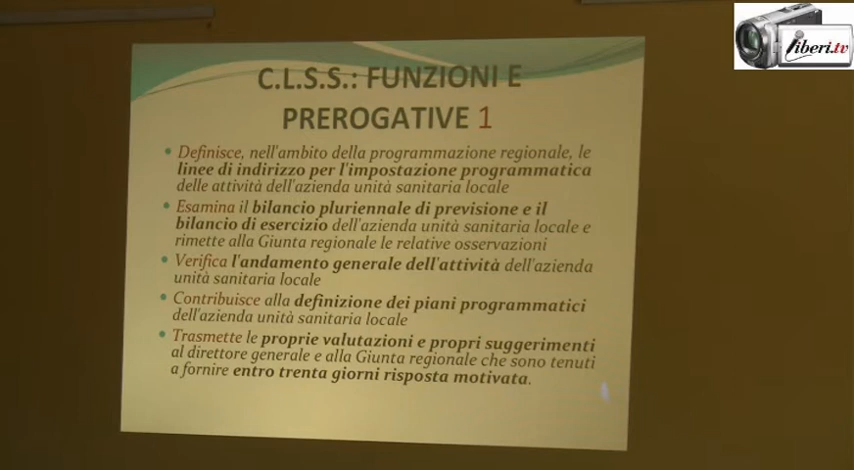 liberi.tv
C.L.S.S.: FUNZIONI E
PREROGATIVE 1
Definisce, nell'ambito della programmazione regionale, le
linee di indirizzo per l'impostazione programmatica
delle attività dell'azienda unità sanitaria locale
Esamina il bilancio pluriennale di previsione e il
bilancio di esercizio dell'azienda unità sanitaria locale e
rimette alla Giunta regionale le relative osservazioni
Verifica l'andamento generale dell'attività dell'azienda
unità sanitaria locale
Contribuisce alla definizione dei piani programmatici
dell'azienda unità sanitaria locale
Trasmette le proprie valutazioni e propri suggerimenti
al direttore generale e alla Giunta regionale che sono tenuti
a fornire entro trenta giorni risposta motivata.